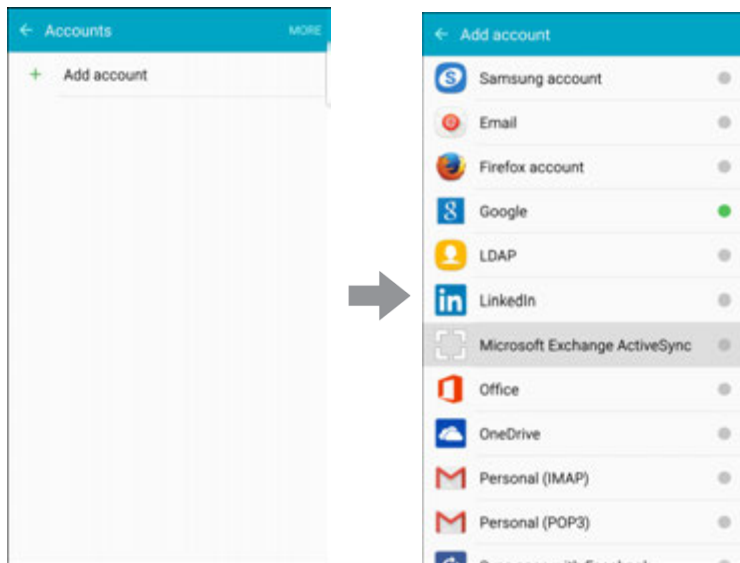 Accounts
MORE
Add account
Add account
Samsung account
Email
Firefox account
Google
LDAP
LinkedIn
Microsoft Exchange ActiveSync
Office
OneDrive
Personal (IMAP)
Personal (POP3)